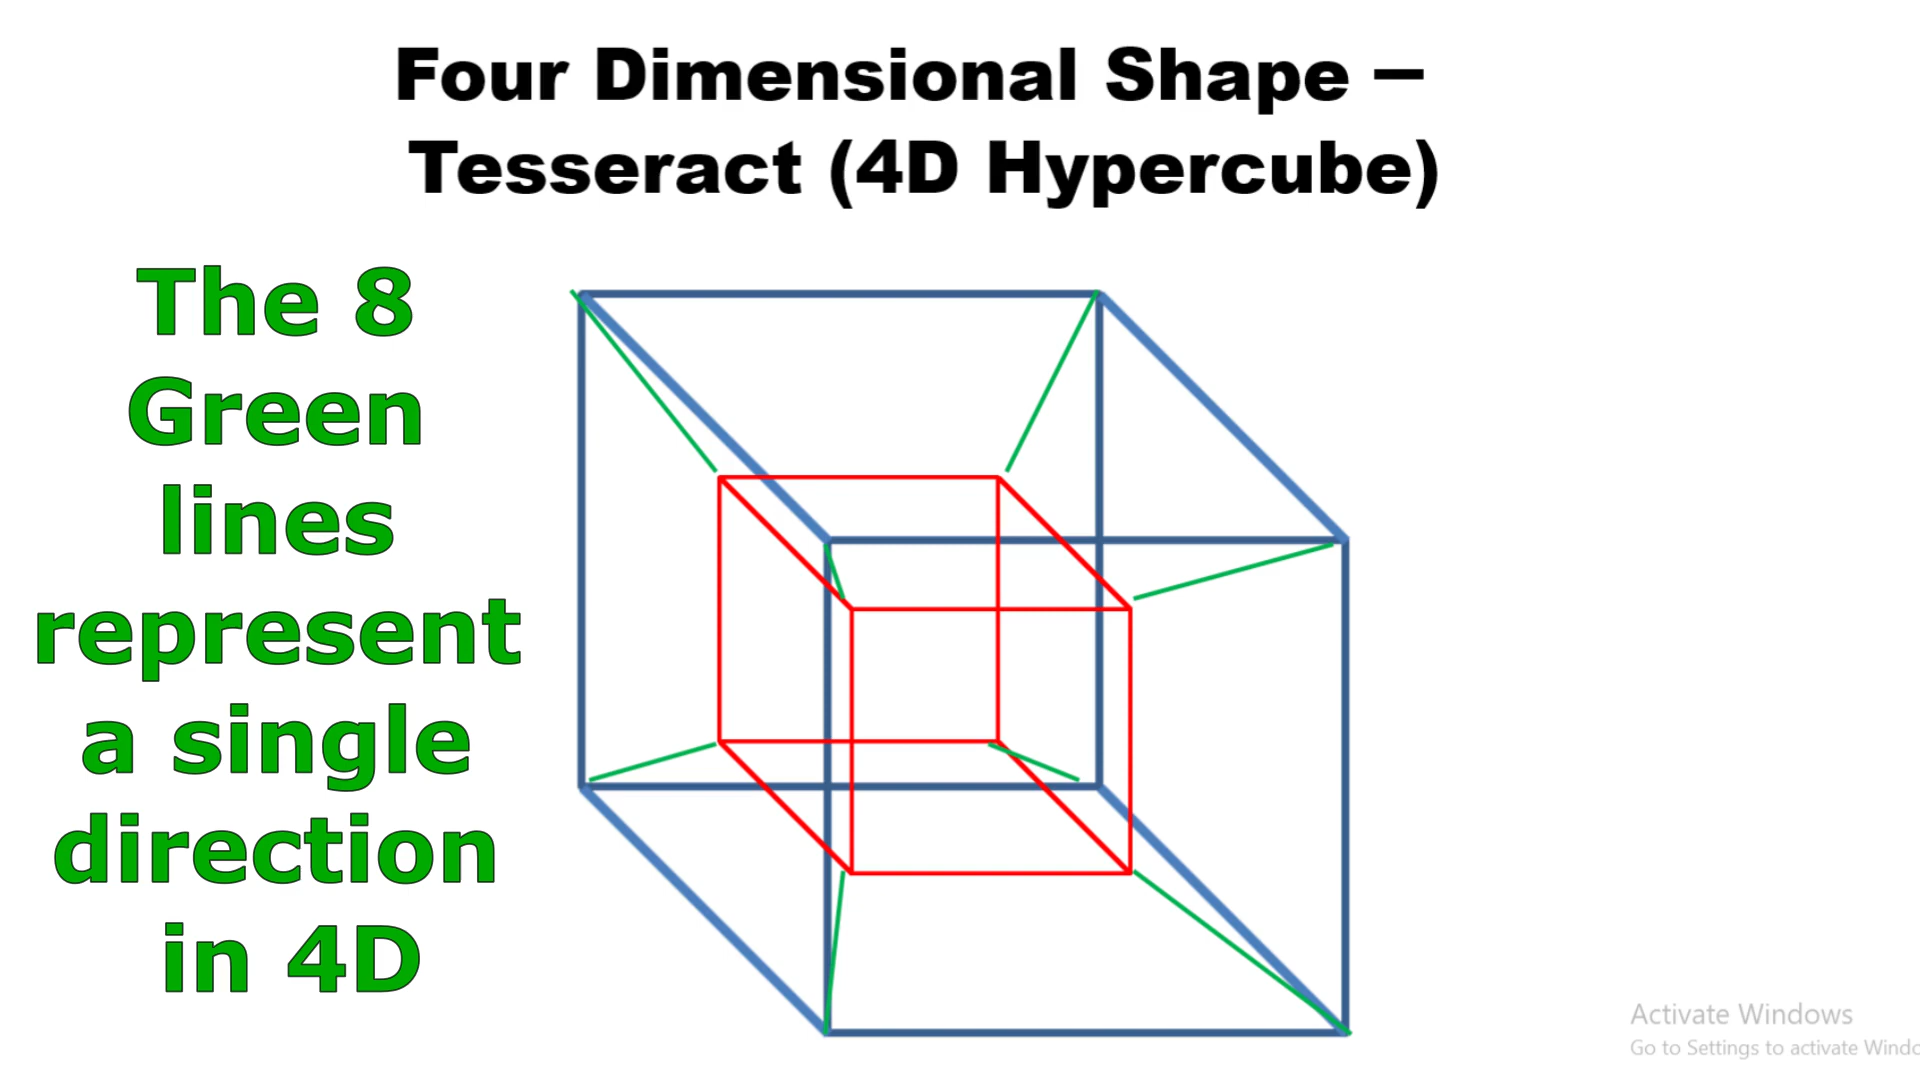 Four Dimensional Shape –
Tesseract (4D Hypercube)
The 8
Green
lines
represent
a single
direction
in 4D
Activate Windows
Go to Settings to activate Windo